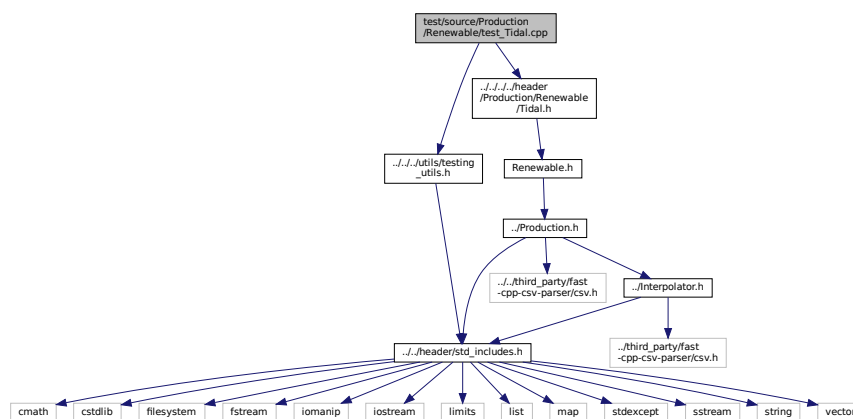 test/source/Production
/Renewable/test_Tidal.cpp
../../../../header
/Production/Renewable
/Tidal.h
../../../utils/testing
_utils.h
Renewable.h
../Production.h
../../third_party/fast
-cpp-csv-parser/csv.h
../Interpolator.h
../../header/std_includes.h
../third_party/fast
-cpp-csv-parser/csv.h
cmath
cstdlib
filesystem
fstream
iomanip
iostream
limits
list
map
stdexcept
sstream
string
vector